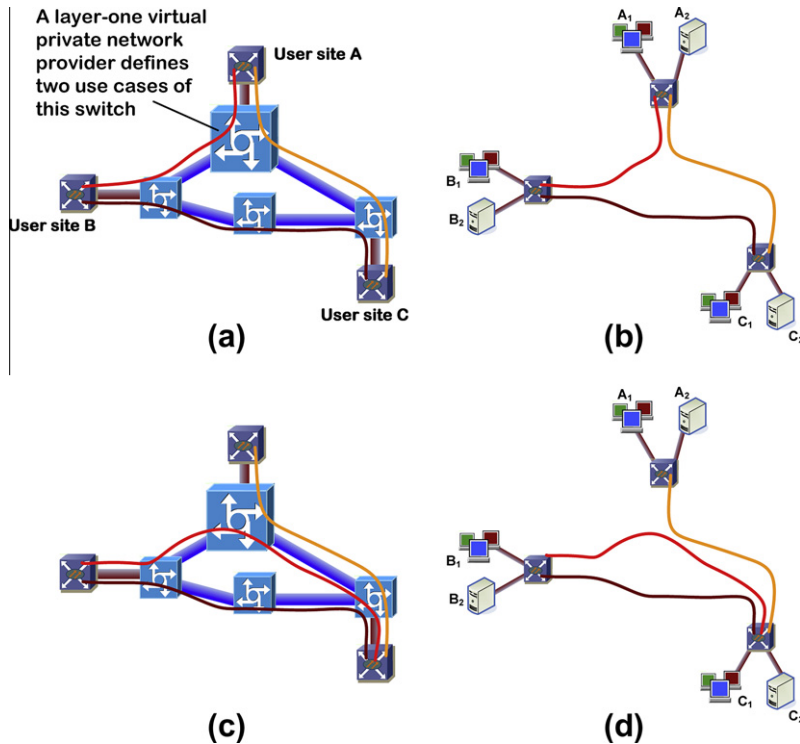 A layer-one virtual
private network
provider defines
two use cases of
this switch
User site A
User site B
User site C
(a)
A1
A2
B1
B2
C1
C2
(b)
(c)
A1
A2
B1
B2
C1
(d)